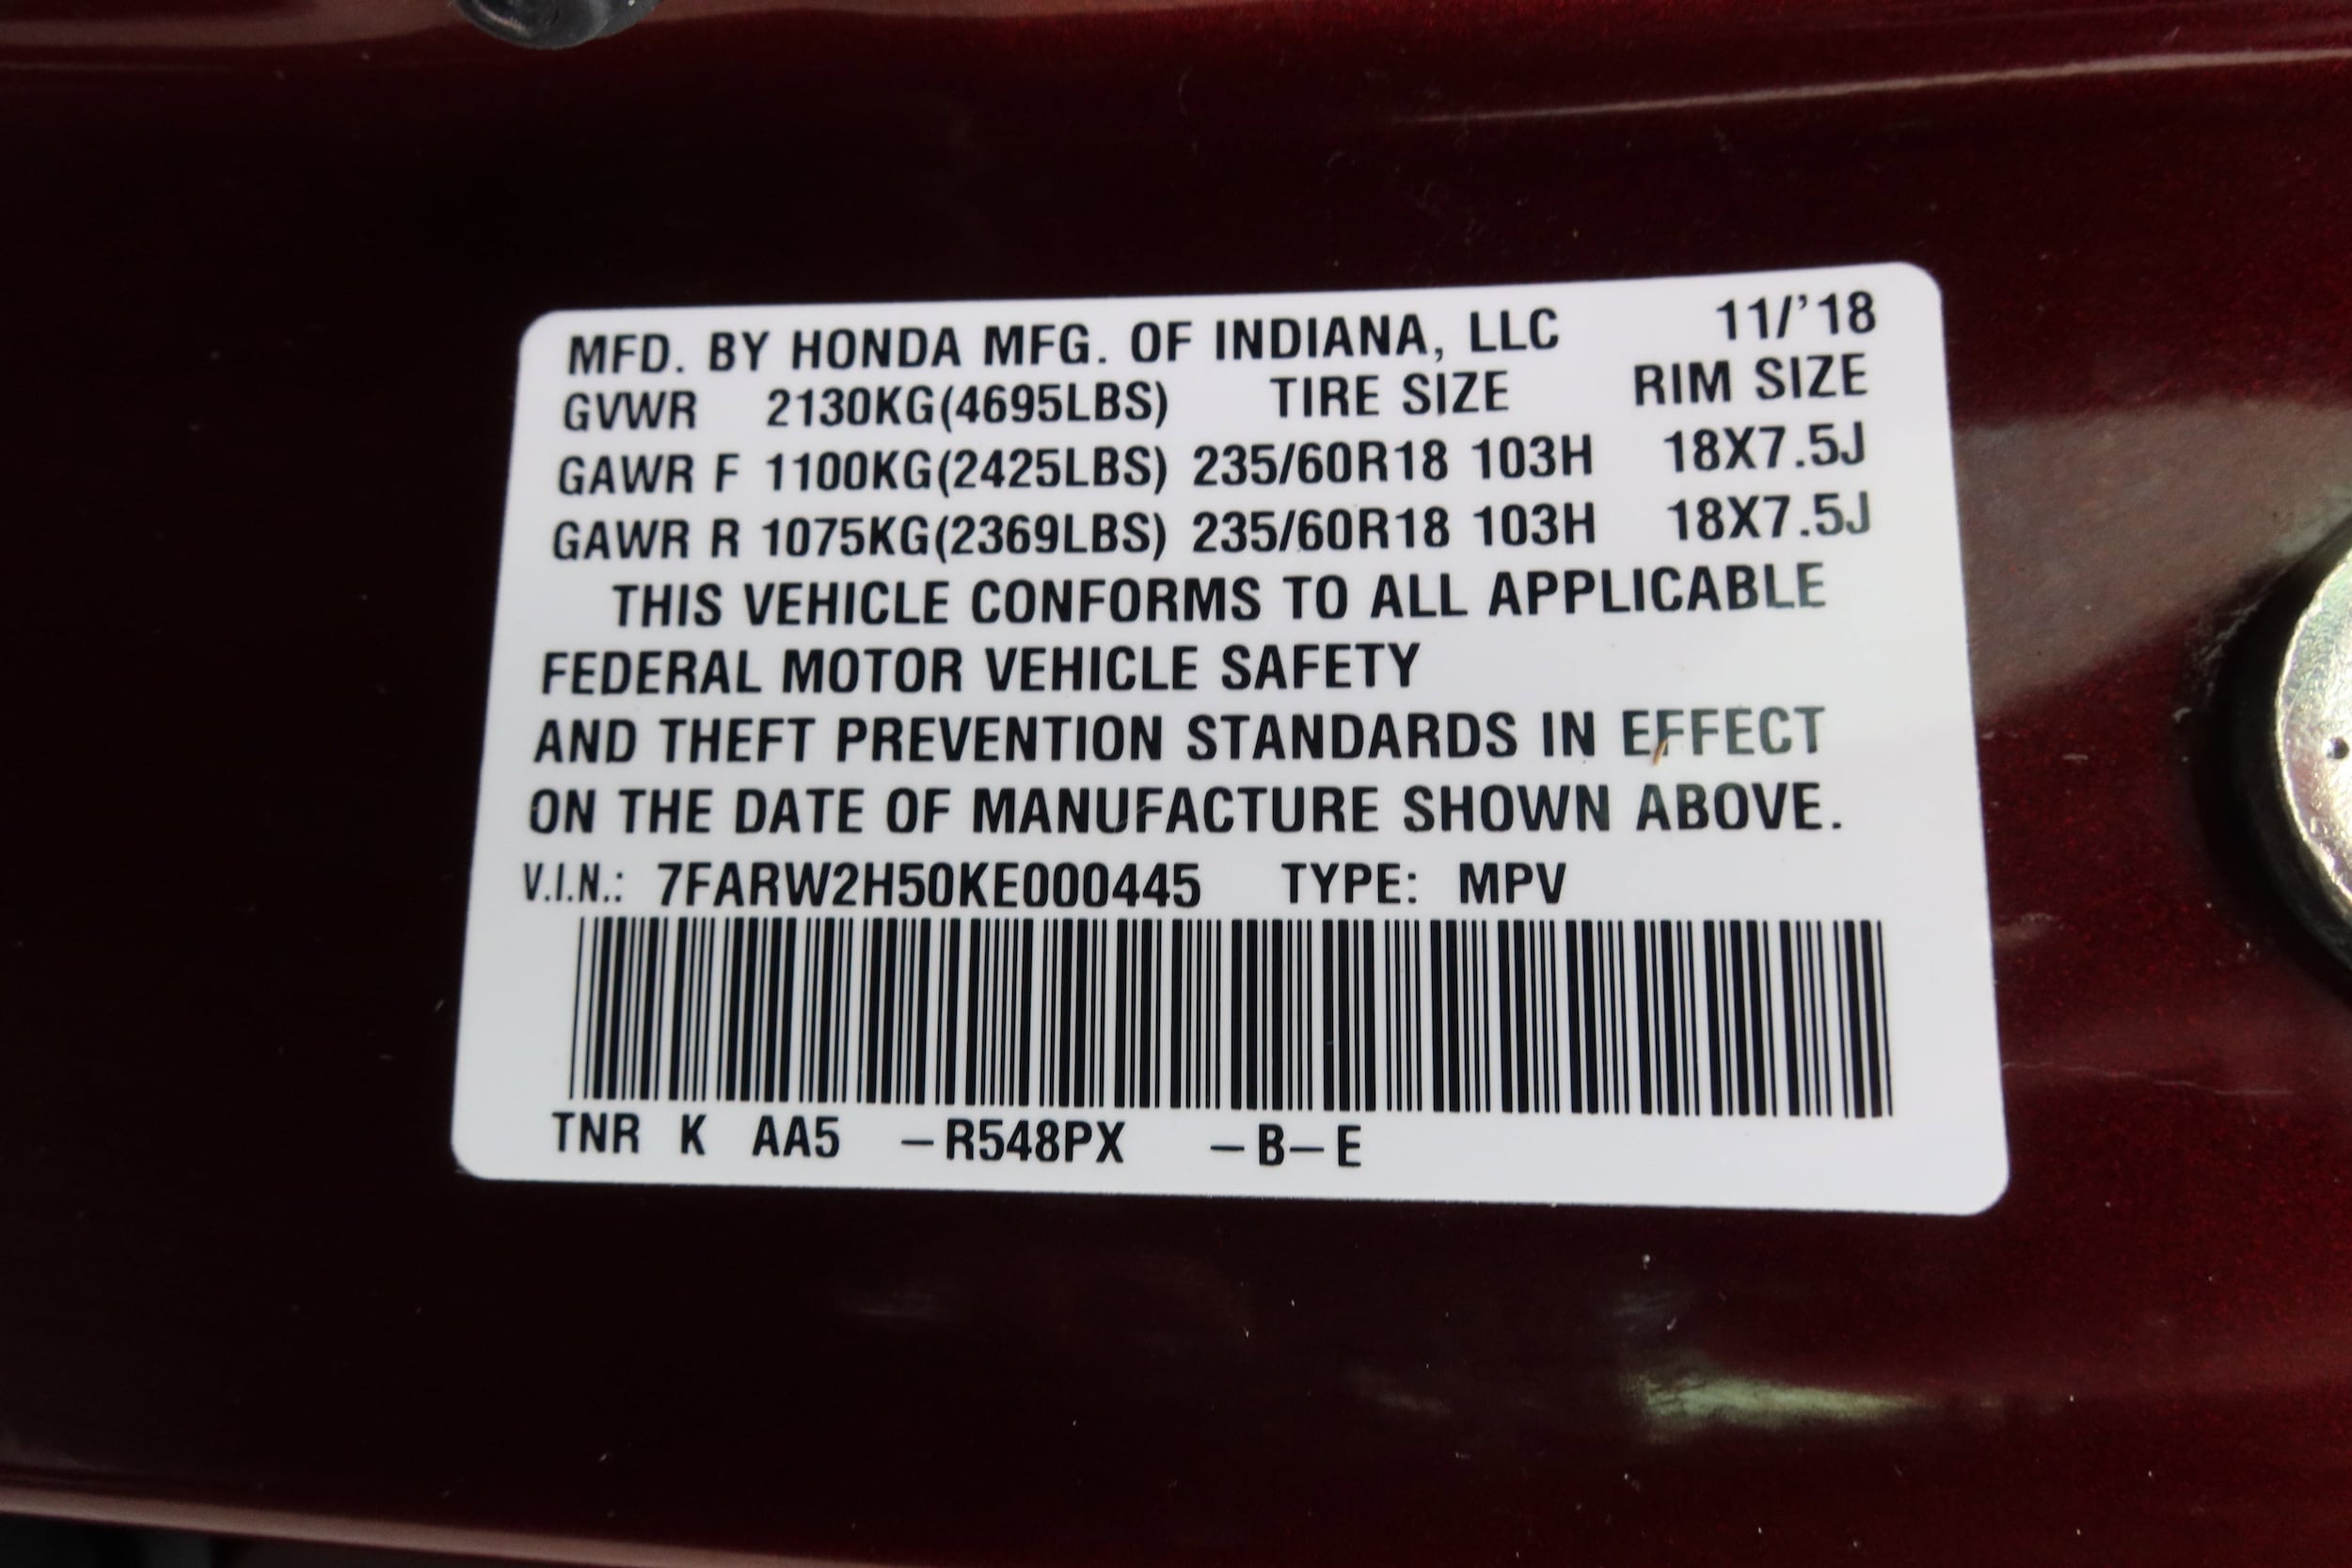 MFD. BY HONDA MFG. OF INDIANA, LLC 11/'18
GVWR 2130KG(4695LBS) TIRE SIZE RIM SIZE
GAWR F 1100KG(2425LBS) 235/60R18 103H 18X7.5J
GAWR R 1075KG(2369LBS) 235/60R18 103H 18X7.5J
THIS VEHICLE CONFORMS TO ALL APPLICABLE
FEDERAL MOTOR VEHICLE SAFETY
AND THEFT PREVENTION STANDARDS IN EFFECT
ON THE DATE OF MANUFACTURE SHOWN ABOVE.
V.I.N.: 7FARW2H50KE000445 TYPE: MPV
TNR K AA5 –R548PX –B–E